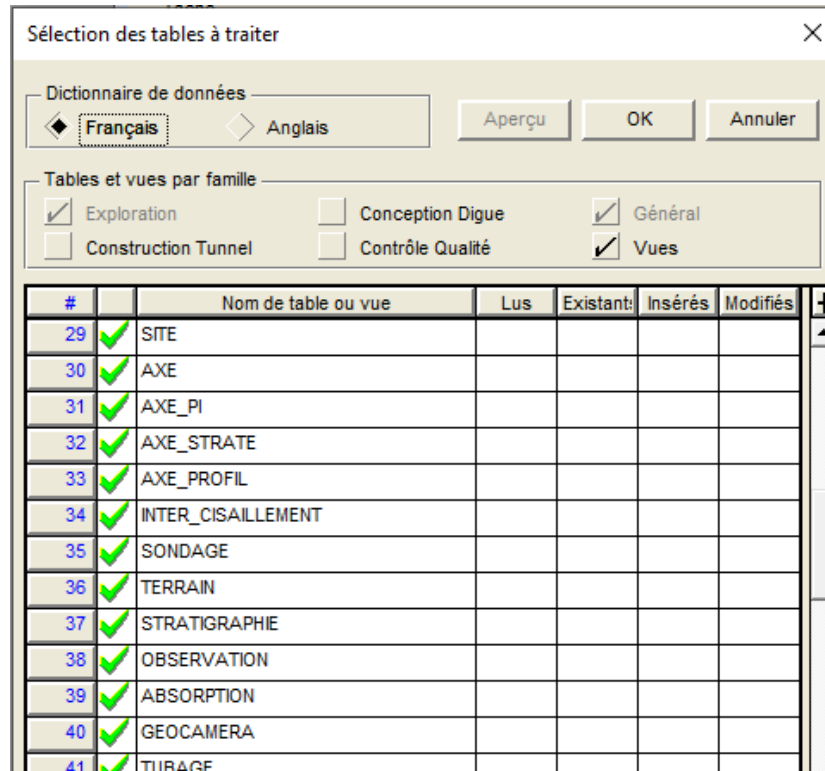 Sélection des tables à traiter
Dictionnaire de données
Français Anglais Aperçu OK Annuler
Tables et vues par famille
Exploration Conception Digue Général
Construction Tunnel Contrôle Qualité Vues
# Nom de table ou vue Lus Existants Insérés Modifiés
29 SITE
30 AXE
31 AXE_PI
32 AXE_STRATE
33 AXE_PROFIL
34 INTER_CISAILLEMENT
35 SONDAGE
36 TERRAIN
37 STRATIGRAPHIE
38 OBSERVATION
39 ABSORPTION
40 GEOCAMERA
41 TUBAGE